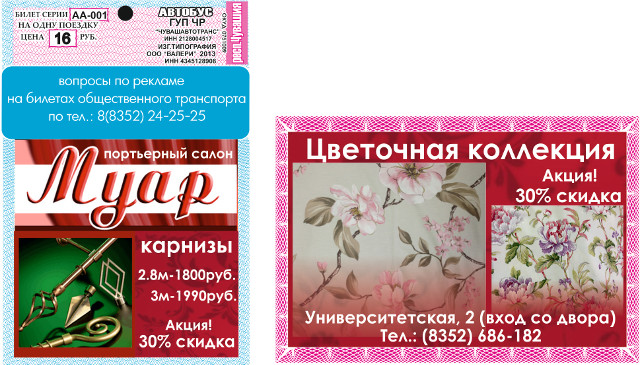 БИЛЕТ СЕРИИ АА-001
НА ОДНУ ПОЕЗДКУ
ЦЕНА 16 РУБ.
АВТОБУС
ГУП ЧР
"ЧУВАШАВТОТРАНС"
ИНН 2128004517
ИЗГ.ТИПОГРАФИЯ
ООО "БАЛЕРИ" 2013
ИНН 4345128908
вопросы по рекламе
на билетах общественного транспорта
по тел.: 8(8352) 24-25-25
портьерный салон
Муар
карнизы
2.8м-1800руб.
3м-1990руб.
Акция!
30% скидка
Цветочная коллекция
Акция!
30% скидка
Университетская, 2 (вход со двора)
Тел.: (8352) 686-182